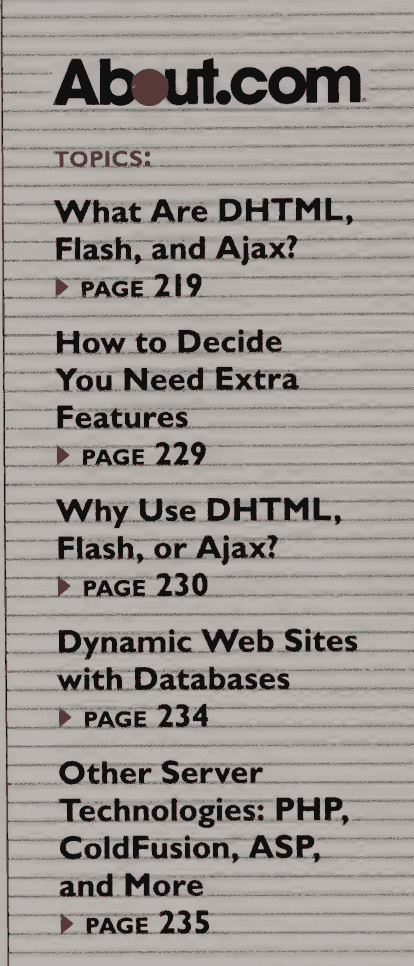 About.com
TOPICS:
What Are DHTML,
Flash, and Ajax?
PAGE 219
How to Decide
You Need Extra
Features
PAGE 229
Why Use DHTML,
Flash, or Ajax?
PAGE 230
Dynamic Web Sites
with Databases
PAGE 234
Other Server
Technologies: PHP,
ColdFusion, ASP,
and More
PAGE 235